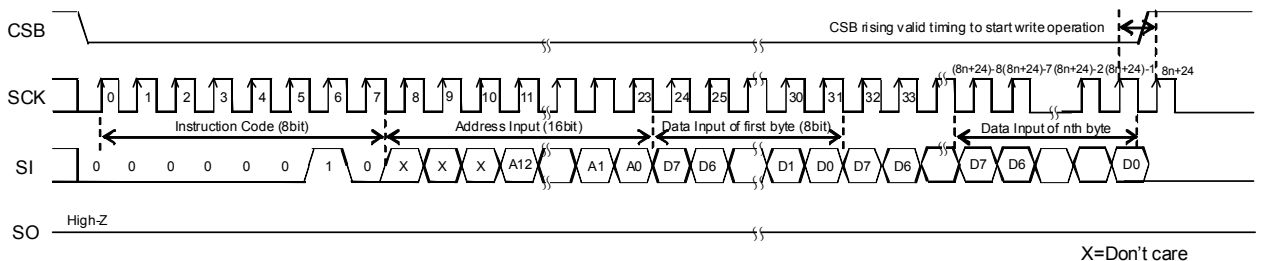 CSB
CSB rising valid timing to start write operation
(8n+24)-8 (8n+24)-7 (8n+24)-2 (8n+24)-1 8n+24
SCK 0 1 2 3 4 5 6 7 8 9 10 11 23 24 25 30 31 32 33
Instruction Code (8bit) Address Input (16bit) Data Input of first byte (8bit) Data Input of nth byte
SI 0 0 0 0 0 0 1 0 X X X A12 A1 A0 D7 D6 D1 D0 D7 D6 D7 D6 D0
High-Z
SO
X=Don't care